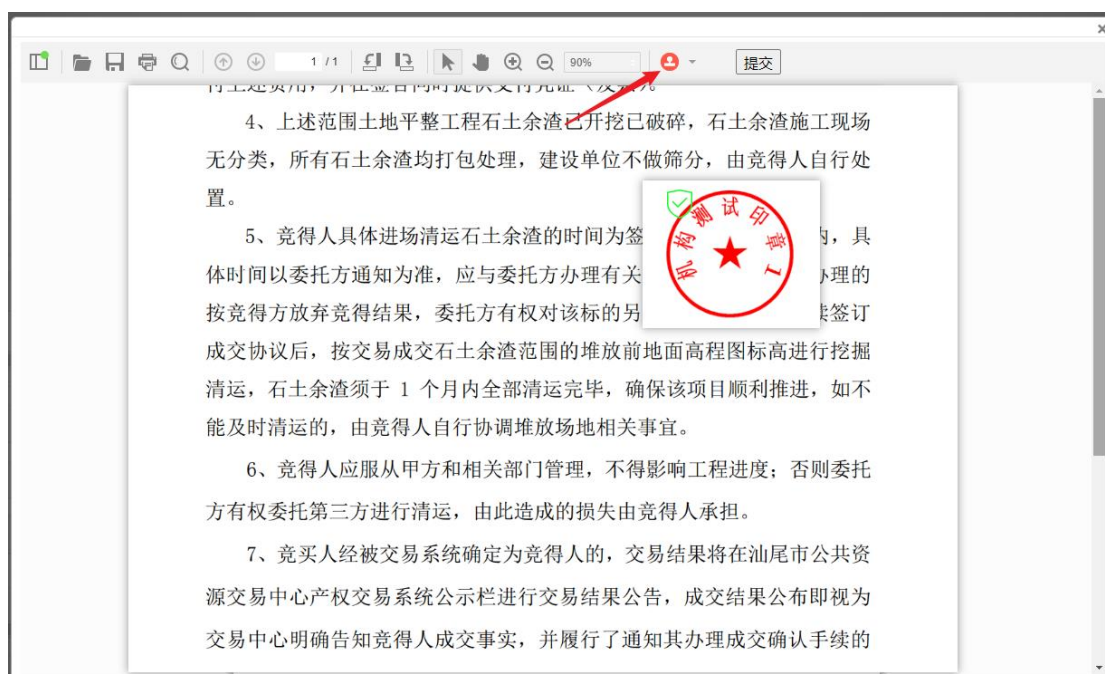 1 / 1
90%
提交
4、上述范围土地平整工程石土余渣已开挖已破碎，石土余渣施工现场
无分类，所有石土余渣均打包处理，建设单位不做筛分，由竞得人自行处
置。
5、竞得人具体进场清运石土余渣的时间为签
内，具
体时间以委托方通知为准，应与委托方办理有关
办理的
按竞得方放弃竞得结果，委托方有权对该标的另
续签订
机构测试印章1
成交协议后，按交易成交石土余渣范围的堆放前地面高程图标高进行挖掘
清运，石土余渣须于 1 个月内全部清运完毕，确保该项目顺利推进，如不
能及时清运的，由竞得人自行协调堆放场地相关事宜。
6、竞得人应服从甲方和相关部门管理，不得影响工程进度；否则委托
方有权委托第三方进行清运，由此造成的损失由竞得人承担。
7、竞买人经被交易系统确定为竞得人的，交易结果将在汕尾市公共资
源交易中心产权交易系统公示栏进行交易结果公告，成交结果公布即视为
交易中心明确告知竞得人成交事实，并履行了通知其办理成交确认手续的